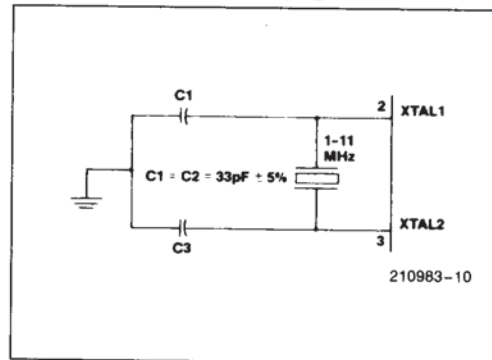 C1
2 XTAL1
1-11
MHz
C1 = C2 = 33pF ± 5%
XTAL2
3
C3
210983-10